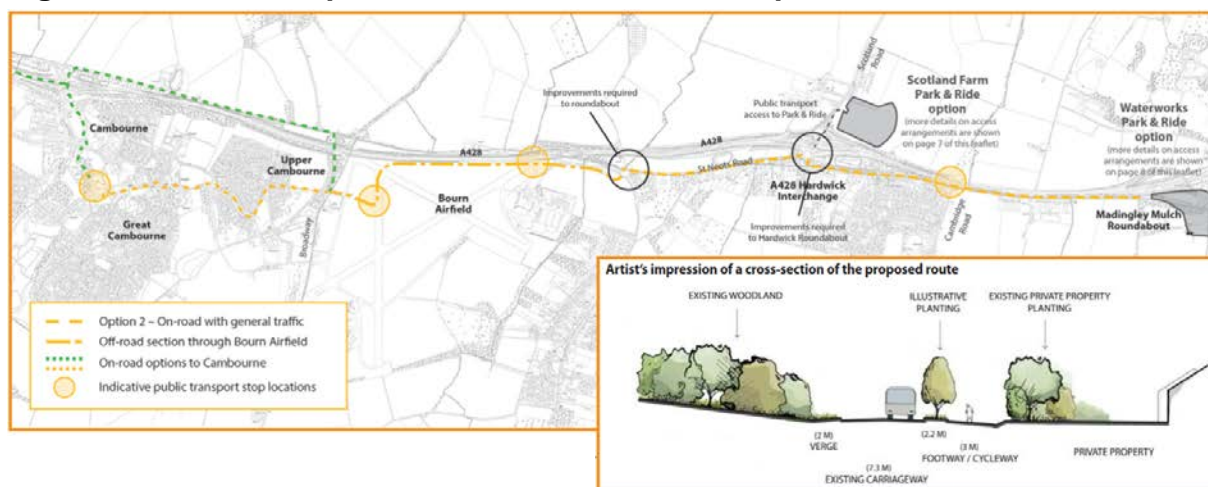 Scotland
Road
Scotland Farm
Park & Ride
option
(more details on access
arrangements are shown
on page 7 of this leaflet)
Waterworks
Park & Ride
option
(more details on access
arrangements are shown
on page 8 of this leaflet)
Improvements required
to roundabout
Public transport
access to Park & Ride
Cambourne
A428
A428
Upper
Cambourne
St Neots Road
Bourn
Airfield
A428 Hardwick
Interchange
Great
Cambourne
Broadway
Cambridge
Road
Madingley Mulch
Roundabout
Improvements required
to Hardwick Roundabout
Option 2 – On-road with general traffic
Off-road section through Bourn Airfield
On-road options to Cambourne
Indicative public transport stop locations
Artist's impression of a cross-section of the proposed route
EXISTING WOODLAND
ILLUSTRATIVE
PLANTING
EXISTING PRIVATE PROPERTY
PLANTING
(2 M)
VERGE
(2.2 M)
(3 M)
FOOTWAY / CYCLEWAY
PRIVATE PROPERTY
(7.3 M)
EXISTING CARRIAGEWAY